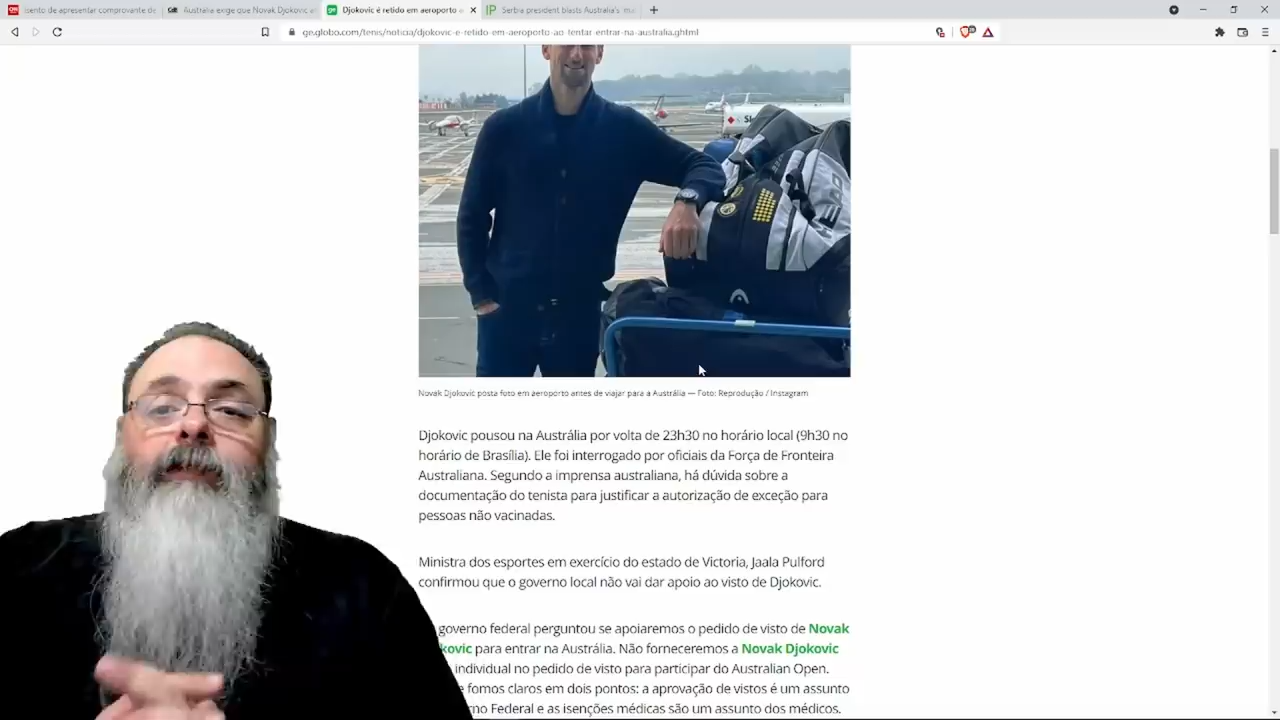 isento de apresentar comprovante de
Austrália exige que Novak Djokovic a
Djokovic é retido em aeroporto
Serbia president blasts Australia's
ge.globo.com/tenis/noticia/djokovic-e-retido-em-aeroporto-ao-tentar-entrar-na-australia.ghtml
Novak Djokovic posta foto em aeroporto antes de viajar para a Austrália — Foto: Reprodução / Instagram
Djokovic pousou na Austrália por volta de 23h30 no horário local (9h30 no
horário de Brasília). Ele foi interrogado por oficiais da Força de Fronteira
Australiana. Segundo a imprensa australiana, há dúvida sobre a
documentação do tenista para justificar a autorização de exceção para
pessoas não vacinadas.
Ministra dos esportes em exercício do estado de Victoria, Jaala Pulford
confirmou que o governo local não vai dar apoio ao visto de Djokovic.
governo federal perguntou se apoiaremos o pedido de visto de Novak
kovic para entrar na Austrália. Não forneceremos a Novak Djokovic
individual no pedido de visto para participar do Australian Open.
e fomos claros em dois pontos: a aprovação de vistos é um assunto
rno Federal e as isenções médicas são um assunto dos médicos.